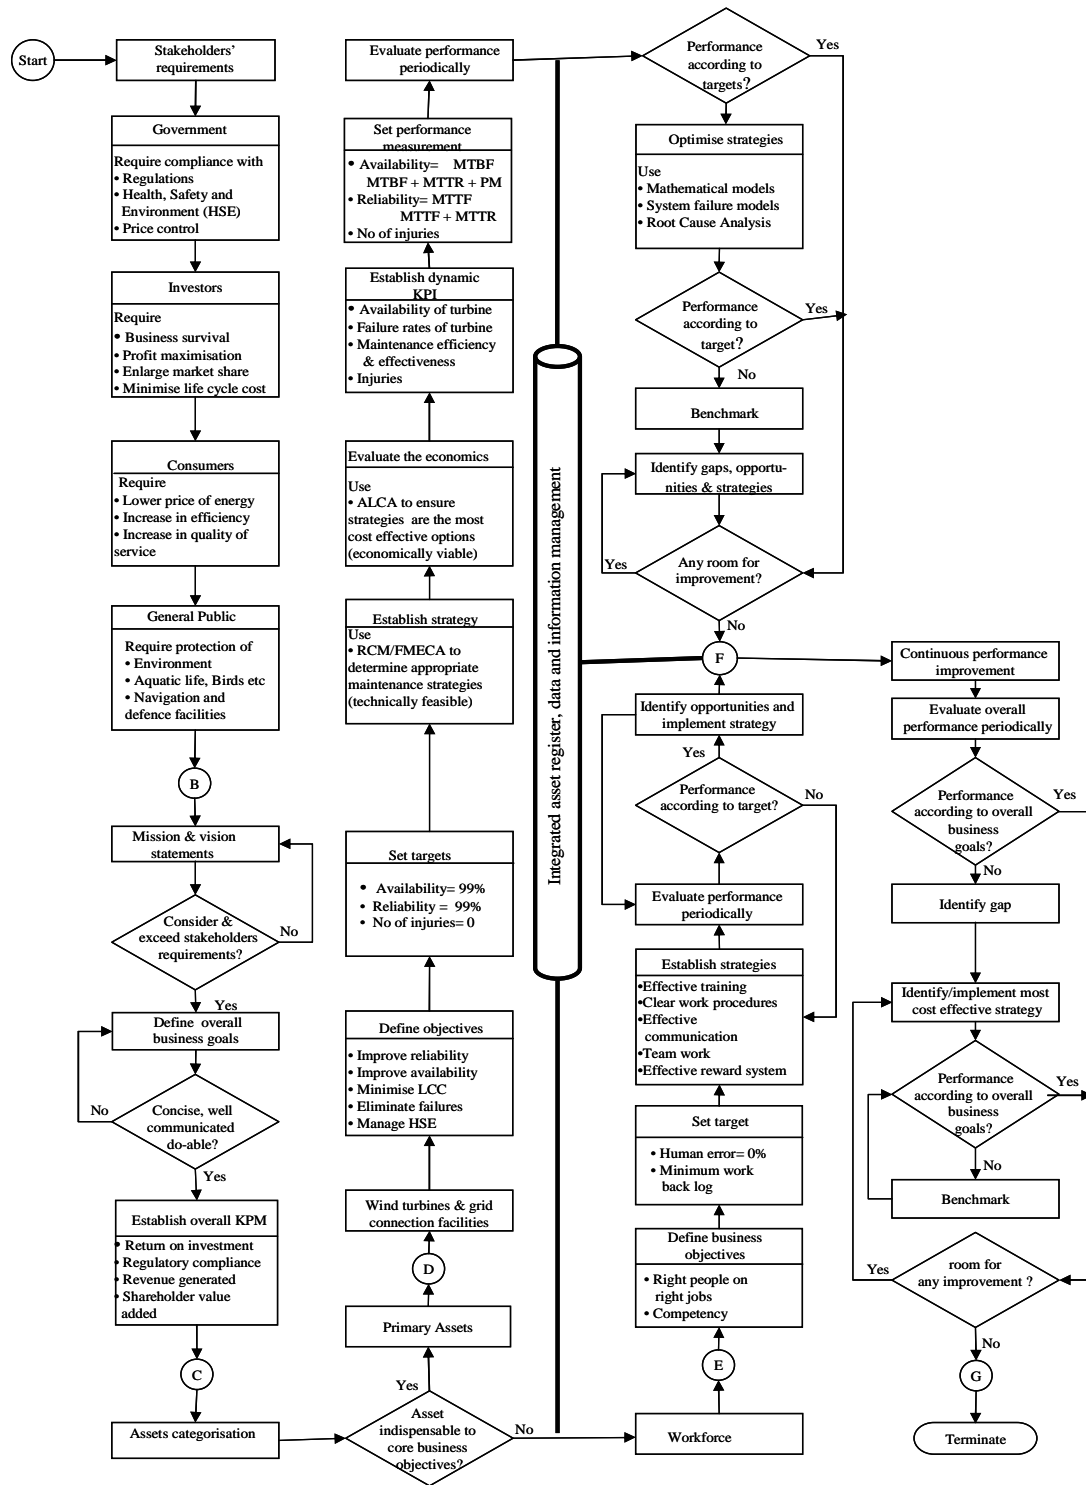 Start
Stakeholders'
requirements
Government
Require compliance with
• Regulations
• Health, Safety and
Environment (HSE)
• Price control
Investors
Require
• Business survival
• Profit maximisation
• Enlarge market share
• Minimise life cycle cost
Consumers
Require
• Lower price of energy
• Increase in efficiency
• Increase in quality of
service
General Public
Require protection of
• Environment
• Aquatic life, Birds etc
• Navigation and
defence facilities
B
Mission & vision
statements
Consider &
exceed stakeholders
requirements?
No
Yes
Define overall
business goals
No
Concise, well
communicated
do-able?
Yes
Establish overall KPM
• Return on investment
• Regulatory compliance
• Revenue generated
• Shareholder value
added
C
Assets categorisation
Evaluate performance
periodically
Set performance
measurement
• Availability= MTBF
MTBF + MTTR + PM
• Reliability= MTTF
MTTF + MTTR
• No of injuries
Establish dynamic
KPI
• Availability of turbine
• Failure rates of turbine
• Maintenance efficiency
& effectiveness
• Injuries
Evaluate the economics
Use
• ALCA to ensure
strategies are the most
cost effective options
(economically viable)
Establish strategy
Use
• RCM/FMECA to
determine appropriate
maintenance strategies
(technically feasible)
Set targets
• Availability= 99%
• Reliability = 99%
• No of injuries= 0
Define objectives
• Improve reliability
• Improve availability
• Minimise LCC
• Eliminate failures
• Manage HSE
Wind turbines & grid
connection facilities
D
Primary Assets
Yes
Asset
indispensable to
core business
objectives?
No
Integrated asset register, data and information management
Performance
according to
targets?
Yes
Optimise strategies
Use
• Mathematical models
• System failure models
• Root Cause Analysis
Performance
according to
target?
Yes
No
Benchmark
Identify gaps, opportu-
nities & strategies
Any room for
improvement?
Yes
No
F
Identify opportunities and
implement strategy
Yes
Performance
according to target?
No
Evaluate performance
periodically
Establish strategies
•Effective training
•Clear work procedures
•Effective
communication
•Team work
•Effective reward system
Set target
• Human error= 0%
• Minimum work
back log
Define business
objectives
• Right people on
right jobs
• Competency
E
Workforce
Continuous performance
improvement
Evaluate overall
performance periodically
Performance
according to overall
business
goals?
Yes
No
Identify gap
Identify/implement most
cost effective strategy
Performance
according to overall
business
goals?
Yes
No
Benchmark
Yes
room for
any improvement ?
No
G
Terminate